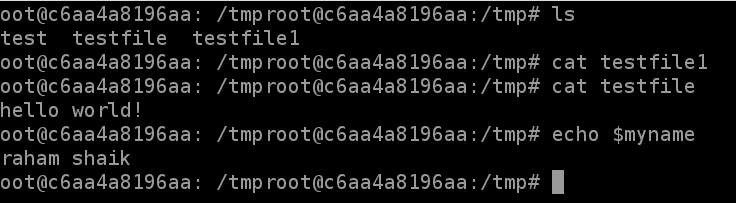 oot@c6aa4a8196aa: /tmproot@c6aa4a8196aa:/tmp# ls
test  testfile  testfile1
oot@c6aa4a8196aa: /tmproot@c6aa4a8196aa:/tmp# cat testfile1
oot@c6aa4a8196aa: /tmproot@c6aa4a8196aa:/tmp# cat testfile
hello world!
oot@c6aa4a8196aa: /tmproot@c6aa4a8196aa:/tmp# echo $myname
raham shaik
oot@c6aa4a8196aa: /tmproot@c6aa4a8196aa:/tmp#